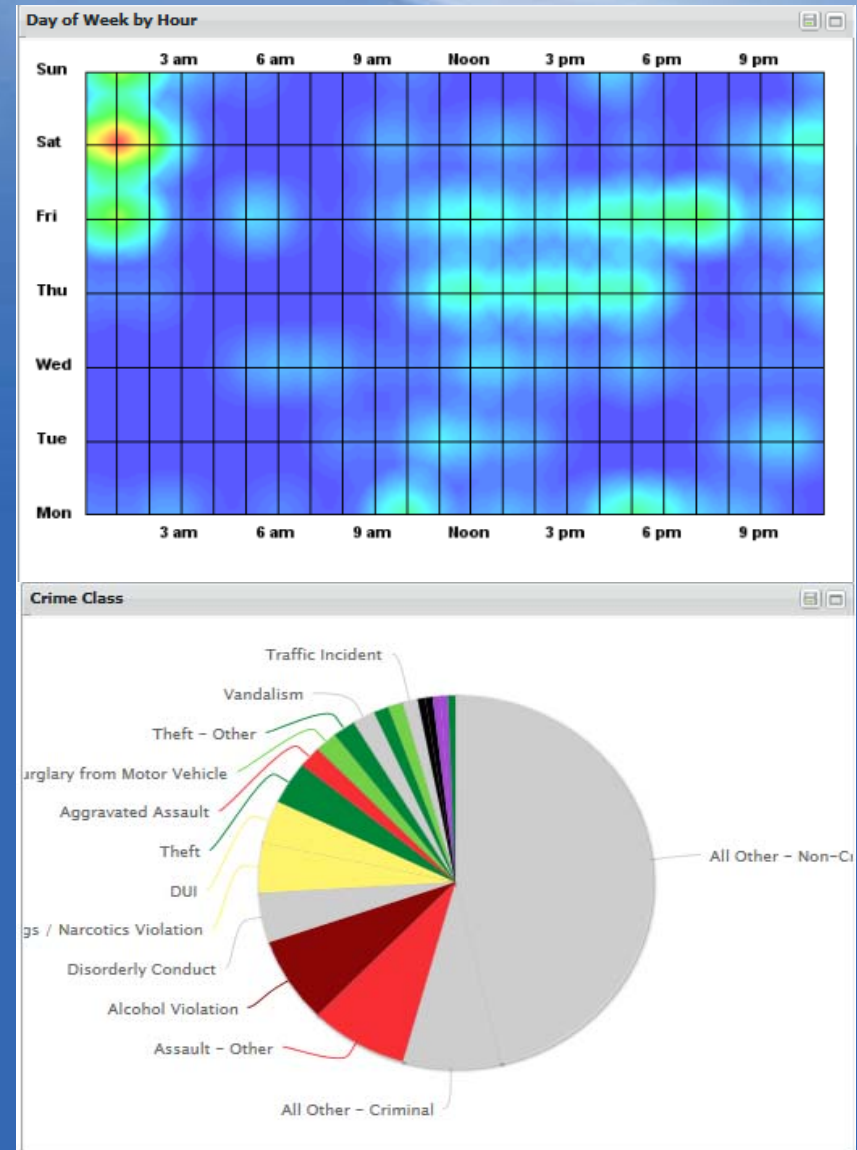 Day of Week by Hour
3 am 6 am 9 am Noon 3 pm 6 pm 9 pm
Sun
Sat
Fri
Thu
Wed
Tue
Mon
3 am 6 am 9 am Noon 3 pm 6 pm 9 pm
Crime Class
Traffic Incident
Vandalism
Theft – Other
urglary from Motor Vehicle
Aggravated Assault
Theft
All Other – Non-C
DUI
gs / Narcotics Violation
Disorderly Conduct
Alcohol Violation
Assault – Other
All Other – Criminal